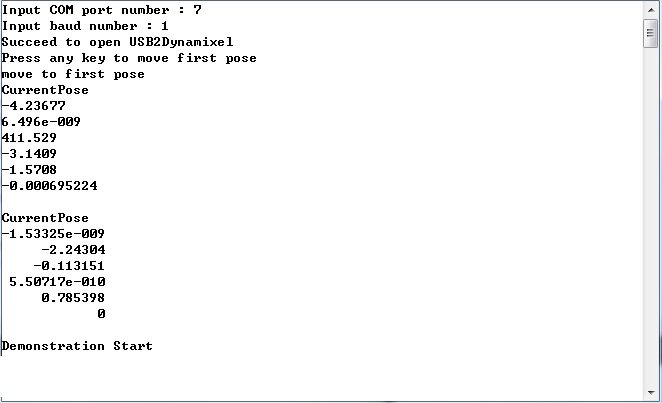 Input COM port number : 7
Input baud number : 1
Succeed to open USB2Dynamixel
Press any key to move first pose
move to first pose
CurrentPose
-4.23677
6.496e-009
411.529
-3.1409
-1.5708
-0.000695224
CurrentPose
-1.53325e-009
-2.24304
-0.113151
5.50717e-010
0.785398
0
Demonstration Start